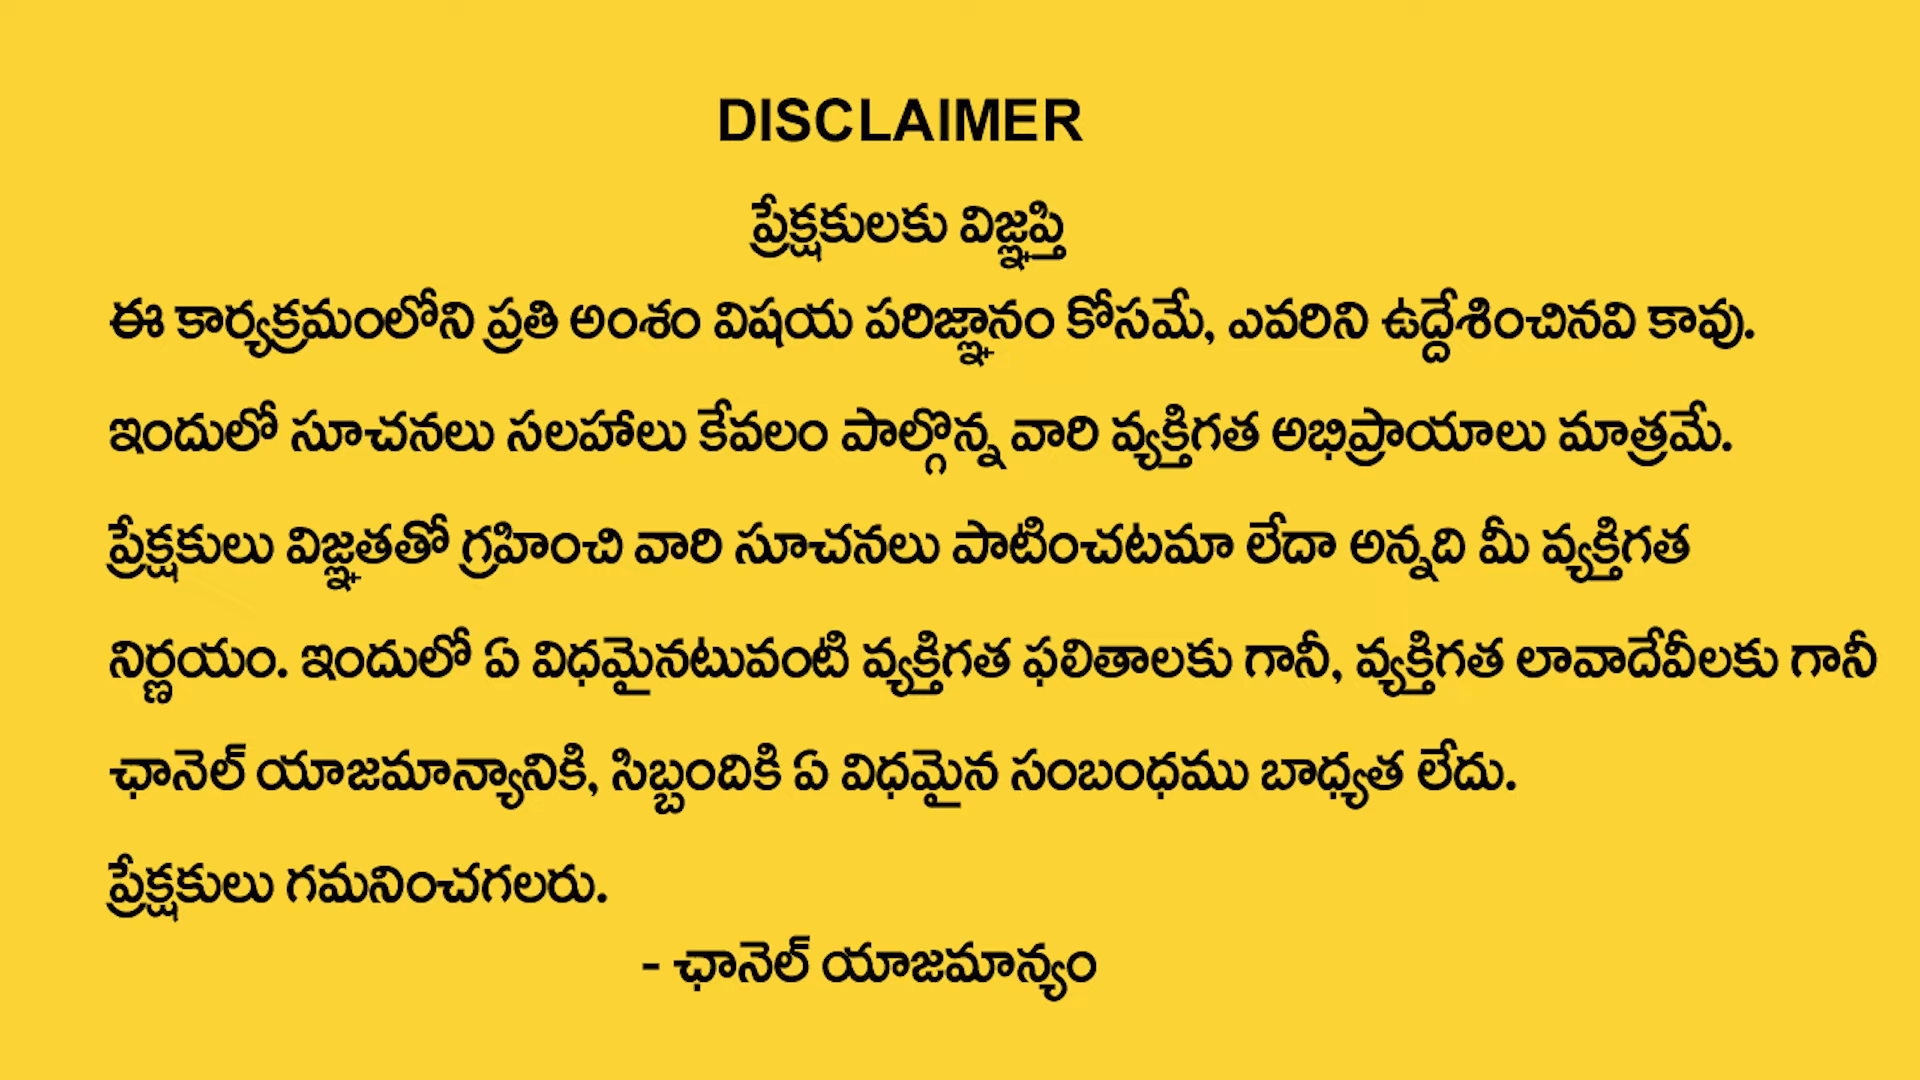 DISCLAIMER
ప్రేక్షకులకు విజ్ఞప్తి
ఈ కార్యక్రమంలోని ప్రతి అంశం విషయ పరిజ్ఞానం కోసమే, ఎవరిని ఉద్దేశించినవి కావు.
ఇందులో సూచనలు సలహాలు కేవలం పాల్గొన్న వారి వ్యక్తిగత అభిప్రాయాలు మాత్రమే.
ప్రేక్షకులు విజ్ఞతతో గ్రహించి వారి సూచనలు పాటించటమా లేదా అన్నది మీ వ్యక్తిగత
నిర్ణయం. ఇందులో ఏ విధమైనటువంటి వ్యక్తిగత ఫలితాలకు గానీ, వ్యక్తిగత లావాదేవీలకు గానీ
ఛానెల్ యాజమాన్యానికి, సిబ్బందికి ఏ విధమైన సంబంధము బాధ్యత లేదు.
ప్రేక్షకులు గమనించగలరు.
- ఛానెల్ యాజమాన్యం